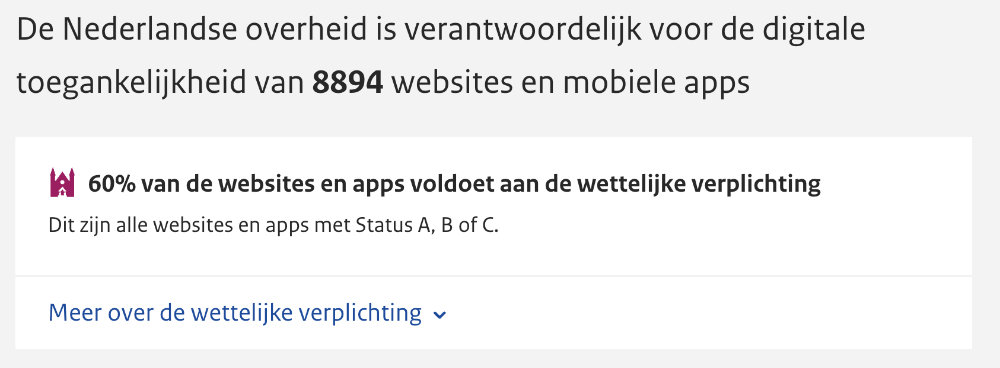 De Nederlandse overheid is verantwoordelijk voor de digitale
toegankelijkheid van 8894 websites en mobiele apps
60% van de websites en apps voldoet aan de wettelijke verplichting
Dit zijn alle websites en apps met Status A, B of C.
Meer over de wettelijke verplichting